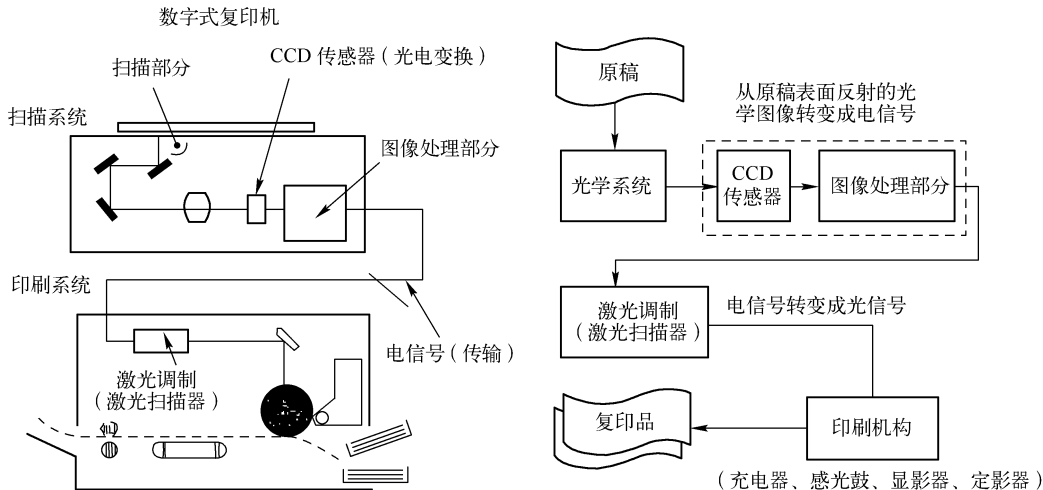 数字式复印机
CCD 传感器（光电变换）
扫描部分
扫描系统
图像处理部分
印刷系统
电信号（传输）
激光调制
（激光扫描器）
原稿
从原稿表面反射的光
学图像转变成电信号
光学系统
CCD
传感器
图像处理部分
激光调制
（激光扫描器）
电信号转变成光信号
复印品
印刷机构
（充电器、感光鼓、显影器、定影器）